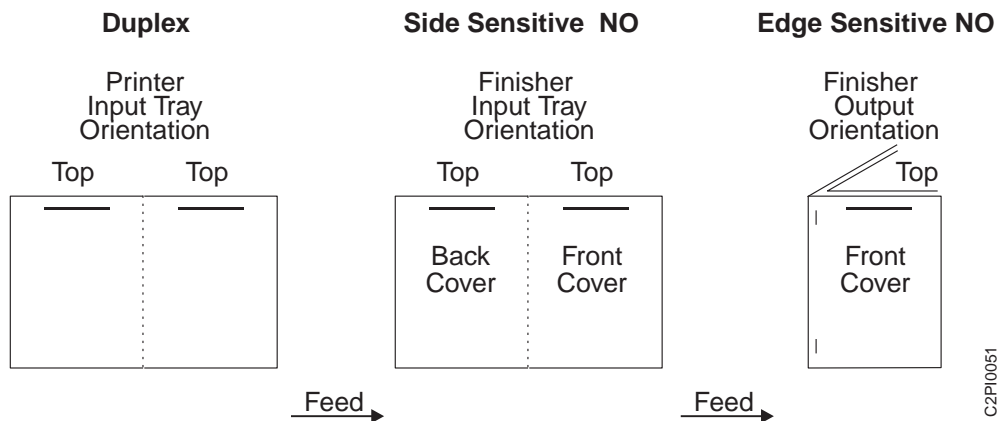 Duplex
Side Sensitive NO
Edge Sensitive NO
Printer
Input Tray
Orientation
Finisher
Input Tray
Orientation
Finisher
Output
Orientation
Top
Top
Top
Top
Top
Back
Cover
Front
Cover
Front
Cover
Feed
Feed
C2PI0051